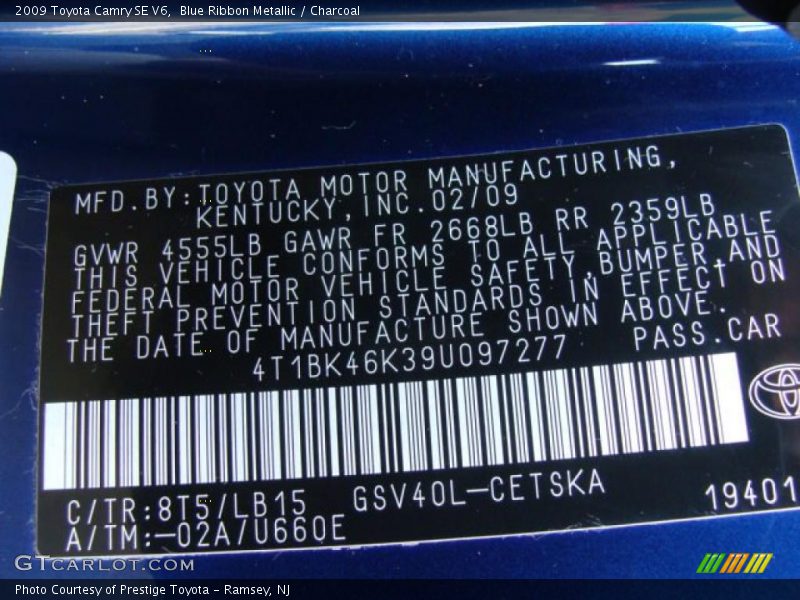 2009 Toyota Camry SE V6,  Blue Ribbon Metallic / Charcoal
MFD.BY:TOYOTA MOTOR MANUFACTURING,
KENTUCKY,INC.02/09
GVWR 4555LB GAWR FR 2668LB RR 2359LB
THIS VEHICLE CONFORMS TO ALL APPLICABLE
FEDERAL MOTOR VEHICLE SAFETY,BUMPER,AND
THEFT PREVENTION STANDARDS IN EFFECT ON
THE DATE OF MANUFACTURE SHOWN ABOVE.
4T1BK46K39U097277 PASS.CAR
C/TR:8T5/LB15 GSV40L-CETSKA 19401
A/TM:-02A/U660E
GTCARLOT.COM
Photo Courtesy of Prestige Toyota - Ramsey, NJ